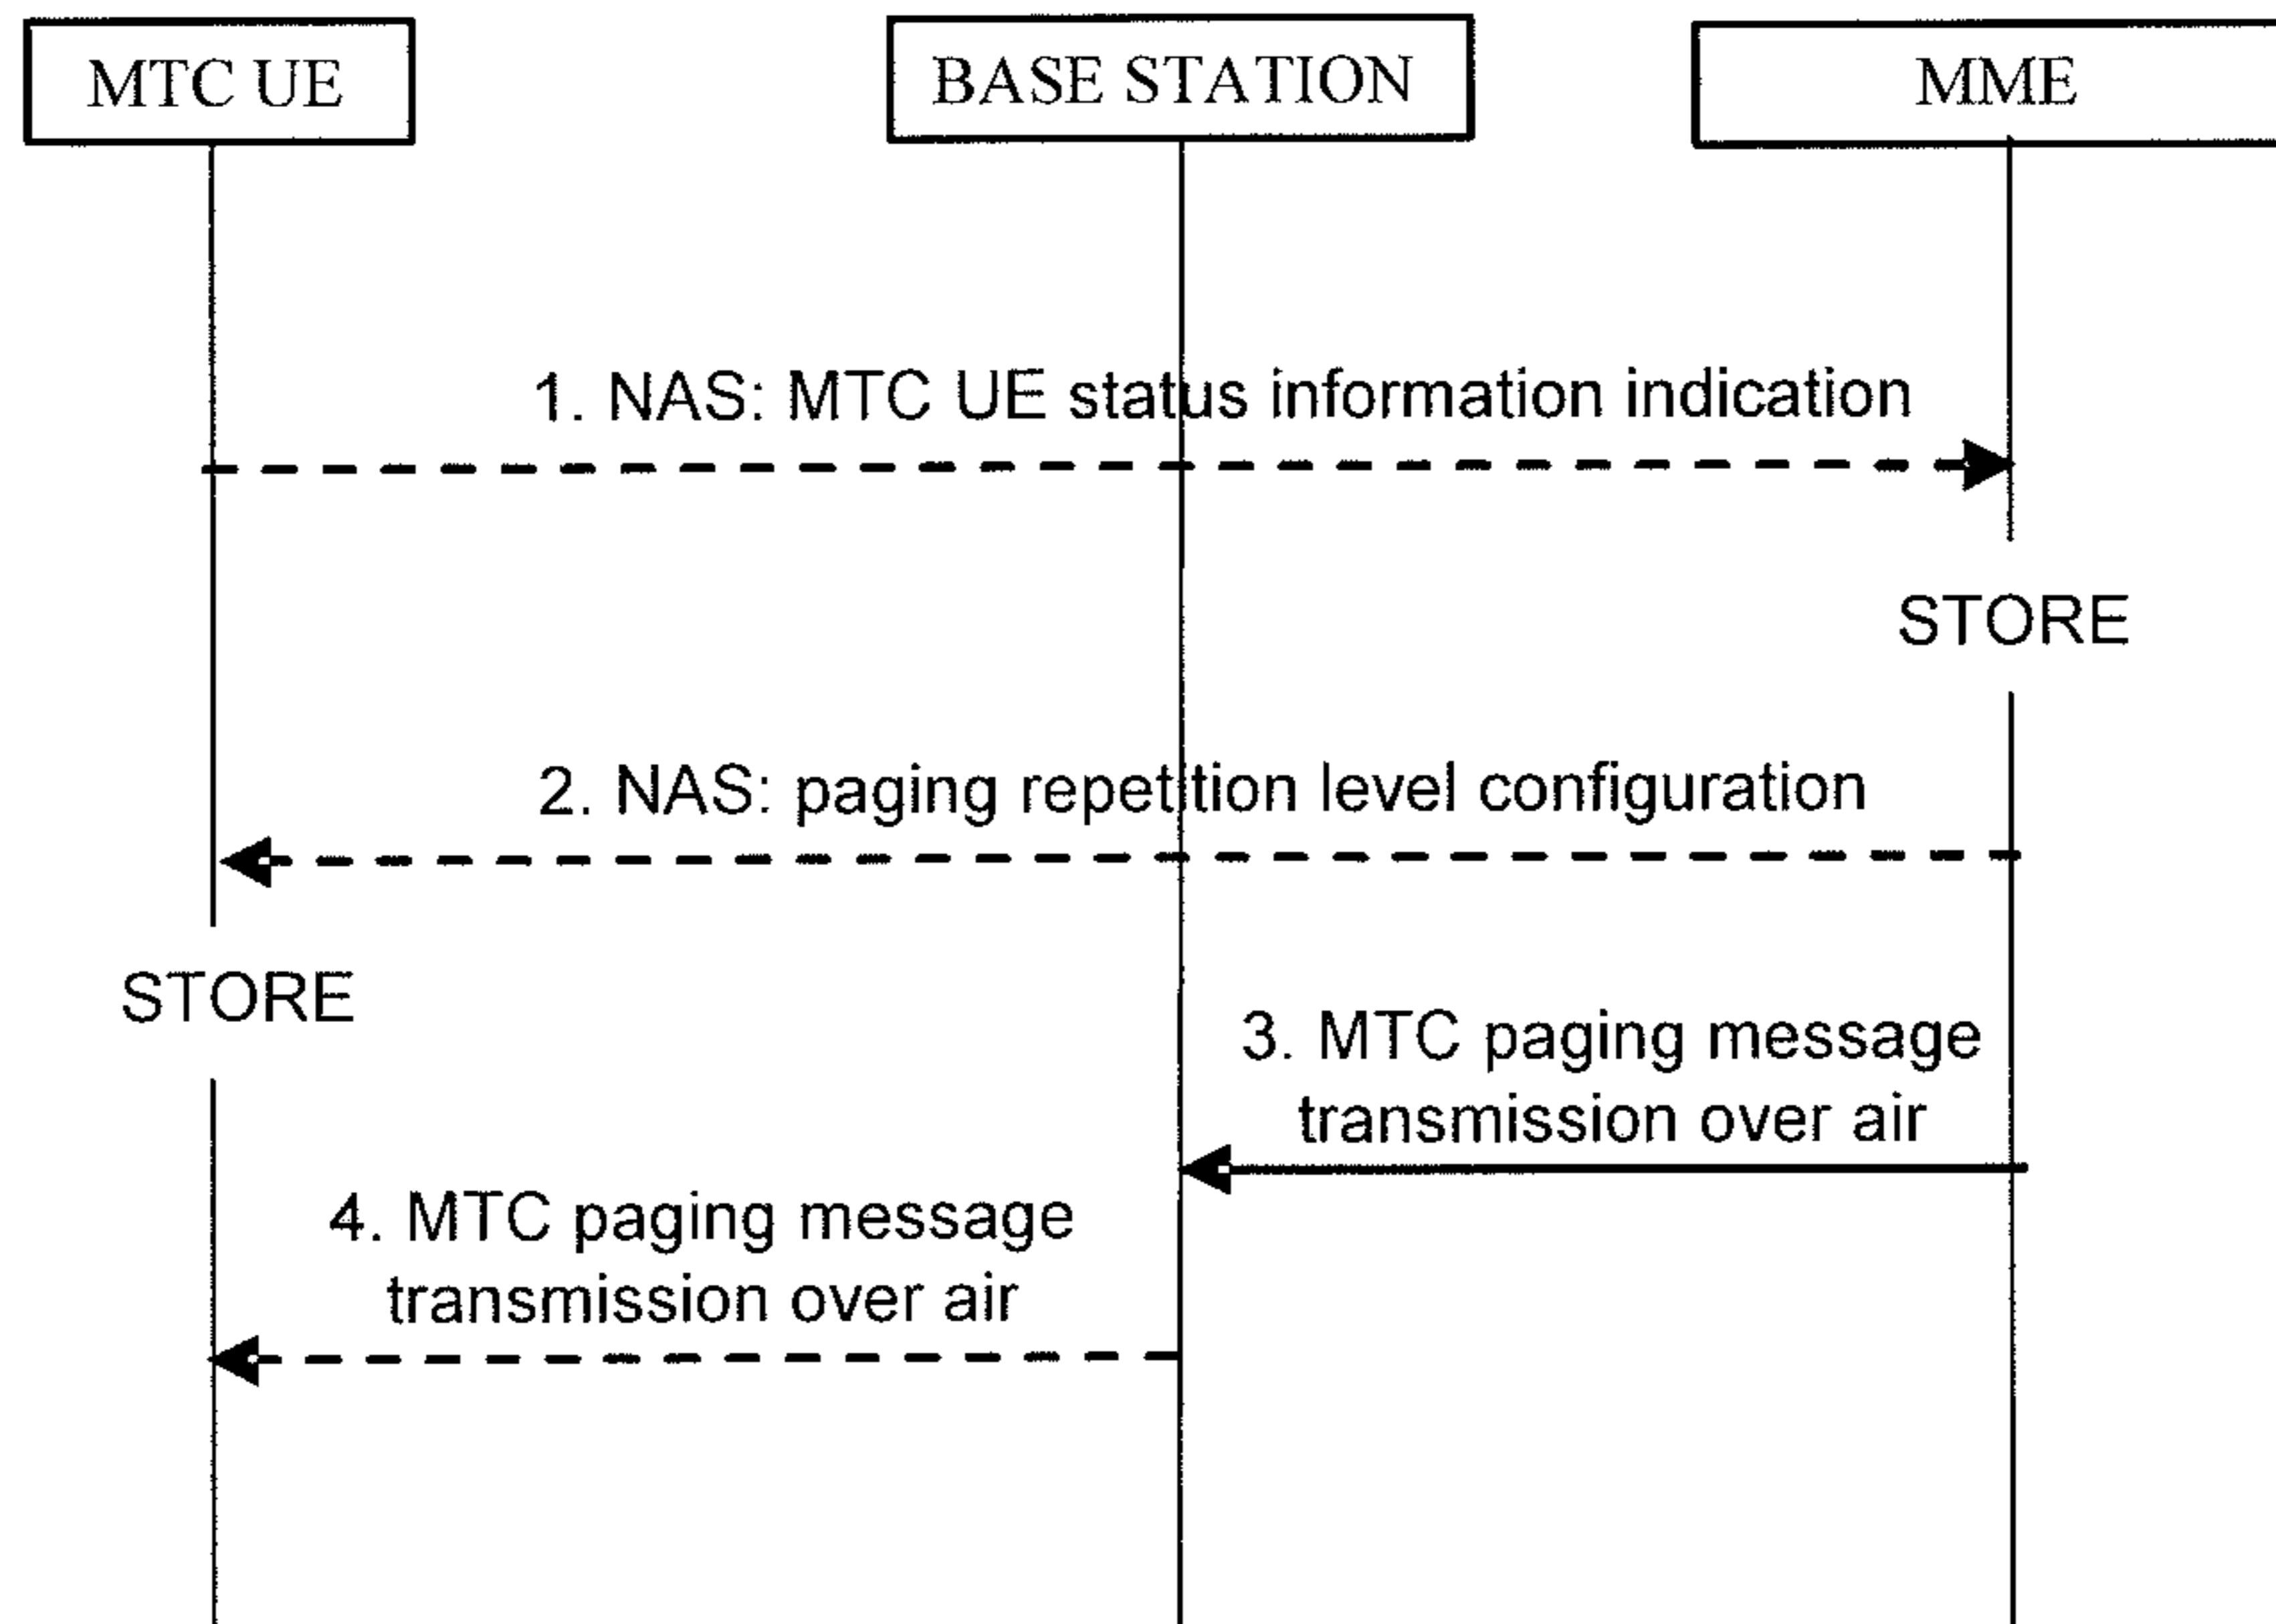 MTC UE
BASE STATION
MME
1. NAS: MTC UE status information indication
STORE
2. NAS: paging repetition level configuration
STORE
3. MTC paging message
transmission over air
4. MTC paging message
transmission over air